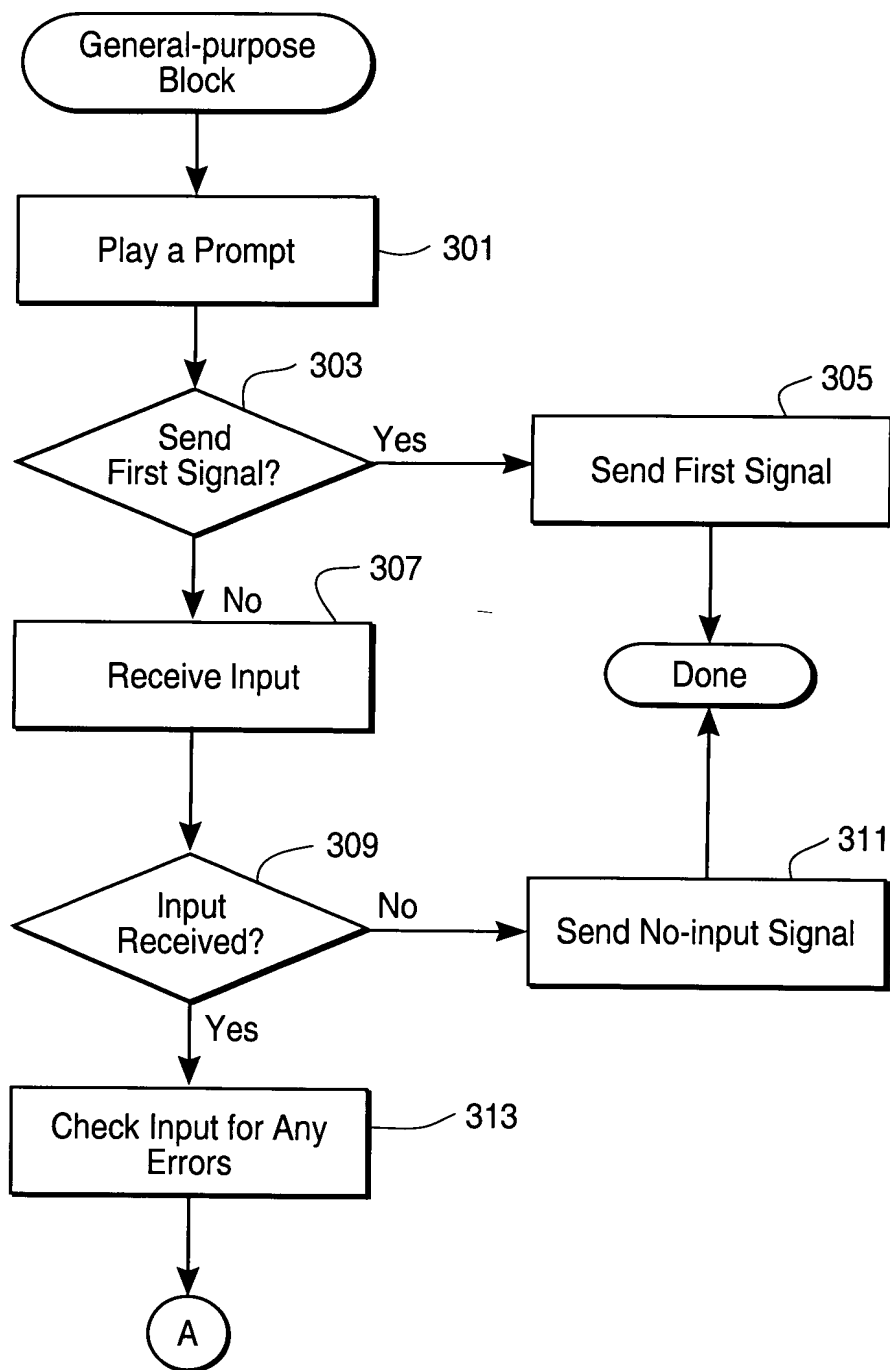 General-purpose
Block
Play a Prompt
301
303
Send
First Signal?
Yes
305
Send First Signal
No
307
Receive Input
Done
309
Input
Received?
No
311
Send No-input Signal
Yes
Check Input for Any
Errors
313
A